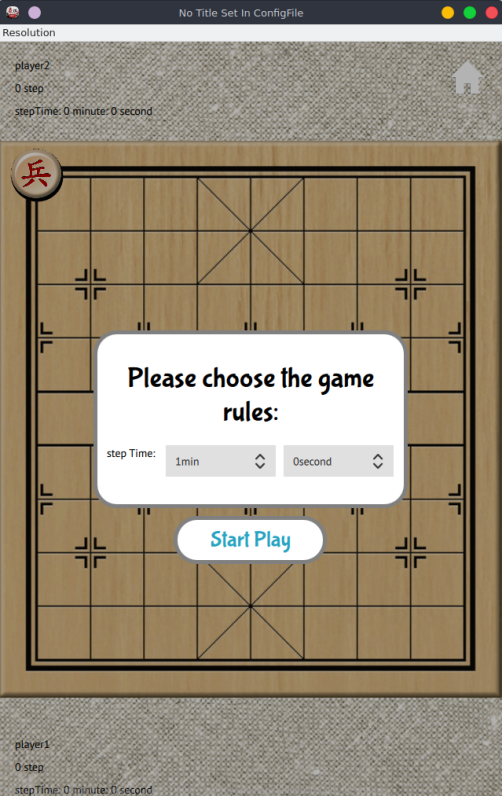 No Title Set In ConfigFile
Resolution
player2
0 step
stepTime: 0 minute: 0 second
兵
Please choose the game
rules:
step Time:
1min
0second
Start Play
player1
0 step
stepTime: 0 minute: 0 second